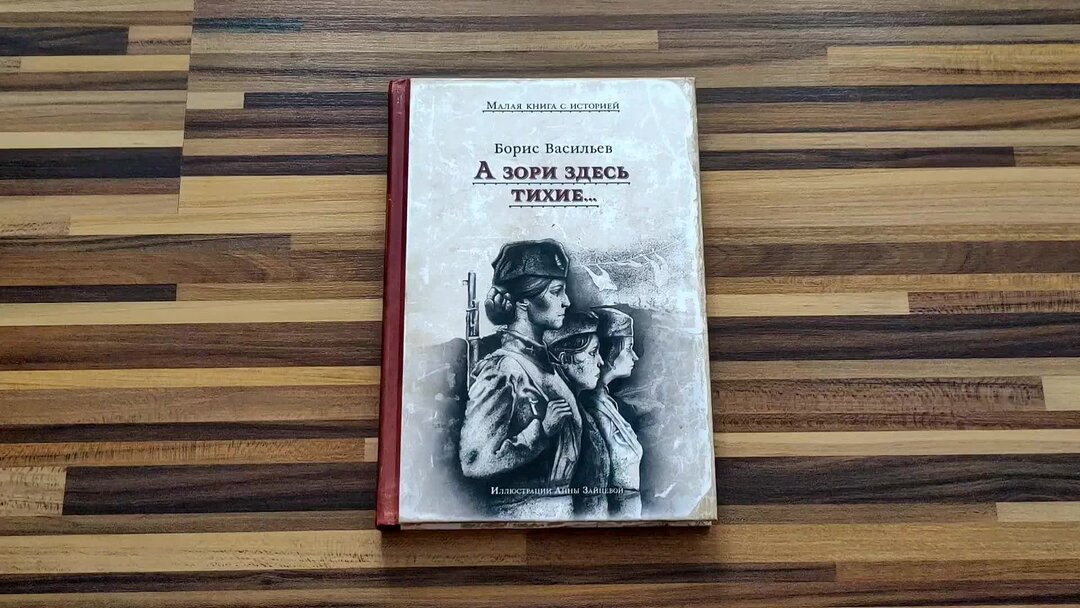 Малая книга с историей
Борис Васильев
А зори здесь
тихие...
Иллюстрации Анны Зайцевой